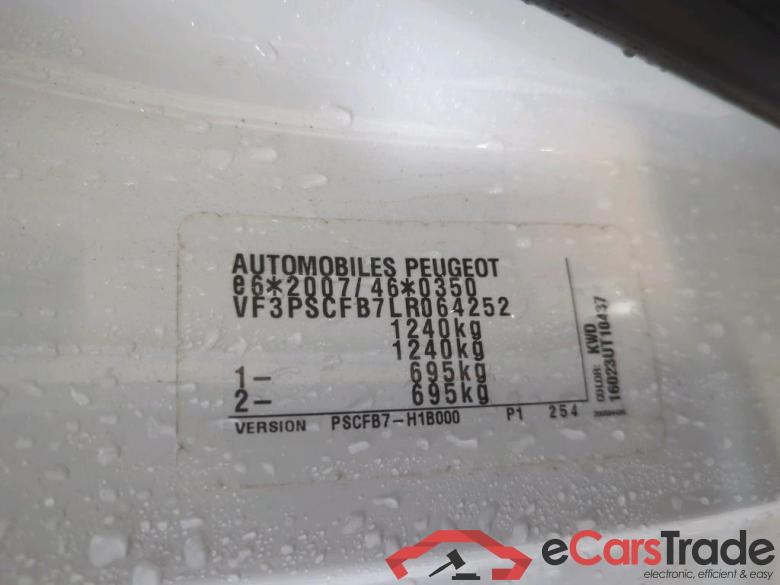 AUTOMOBILES PEUGEOT
e6*2007/46*0350
VF3PSCFB7LR064252
1240kg
1240kg
1- 695kg
2- 695kg
VERSION PSCFB7-H1B000 P1 254
COLOR: KWD
16023UT10437
eCarsTrade
electronic, efficient & easy